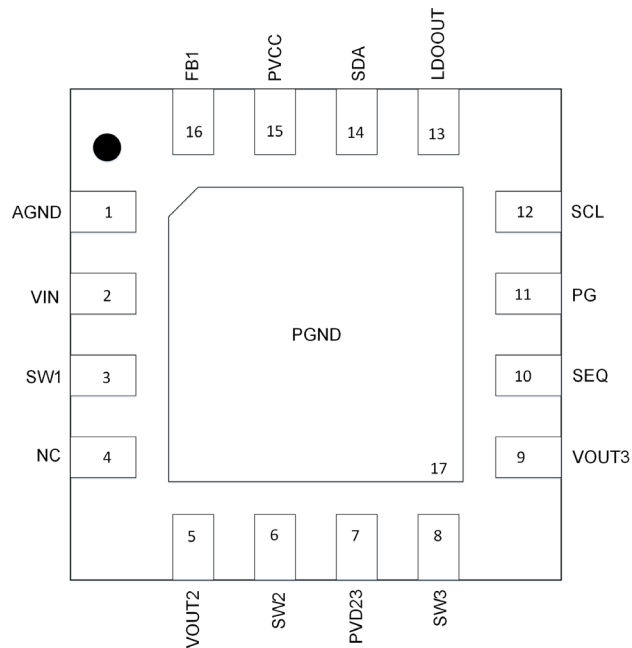 FB1
PVCC
SDA
LDOOUT
16
15
14
13
AGND
1
12
SCL
VIN
2
11
PG
PGND
SW1
3
10
SEQ
NC
4
9
VOUT3
17
5
6
7
8
VOUT2
SW2
PVD23
SW3